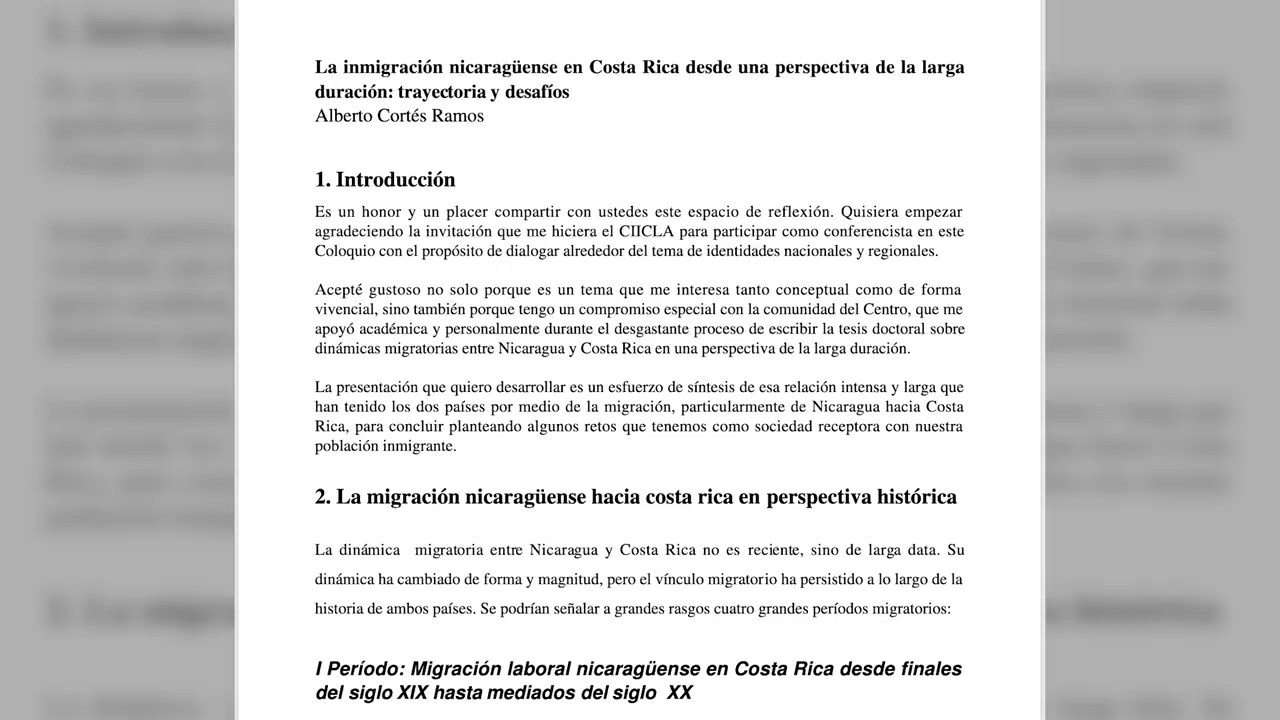 La inmigración nicaragüense en Costa Rica desde una perspectiva de la larga
duración: trayectoria y desafíos
Alberto Cortés Ramos
1. Introducción
Es un honor y un placer compartir con ustedes este espacio de reflexión. Quisiera empezar
agradeciendo la invitación que me hiciera el CIICLA para participar como conferencista en este
Coloquio con el propósito de dialogar alrededor del tema de identidades nacionales y regionales.
Acepté gustoso no solo porque es un tema que me interesa tanto conceptual como de forma
vivencial, sino también porque tengo un compromiso especial con la comunidad del Centro, que me
apoyó académica y personalmente durante el desgastante proceso de escribir la tesis doctoral sobre
dinámicas migratorias entre Nicaragua y Costa Rica en una perspectiva de la larga duración.
La presentación que quiero desarrollar es un esfuerzo de síntesis de esa relación intensa y larga que
han tenido los dos países por medio de la migración, particularmente de Nicaragua hacia Costa
Rica, para concluir planteando algunos retos que tenemos como sociedad receptora con nuestra
población inmigrante.
2. La migración nicaragüense hacia costa rica en perspectiva histórica
La dinámica  migratoria entre Nicaragua y Costa Rica no es reciente, sino de larga data. Su
dinámica ha cambiado de forma y magnitud, pero el vínculo migratorio ha persistido a lo largo de la
historia de ambos países. Se podrían señalar a grandes rasgos cuatro grandes períodos migratorios:
I Período: Migración laboral nicaragüense en Costa Rica desde finales
del siglo XIX hasta mediados del siglo  XX